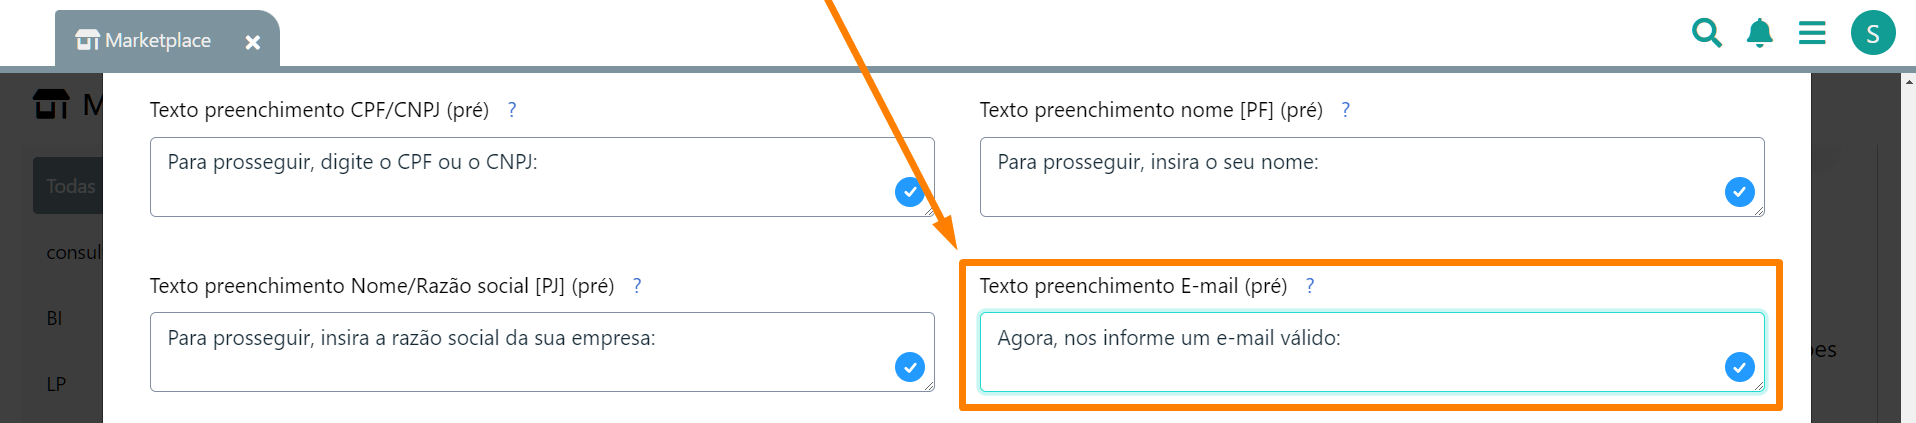 Marketplace
S
M
Todas
consul
BI
LP
Texto preenchimento CPF/CNPJ (pré) ?
Para prosseguir, digite o CPF ou o CNPJ:
Texto preenchimento nome [PF] (pré) ?
Para prosseguir, insira o seu nome:
Texto preenchimento Nome/Razão social [PJ] (pré) ?
Para prosseguir, insira a razão social da sua empresa:
Texto preenchimento E-mail (pré) ?
Agora, nos informe um e-mail válido: